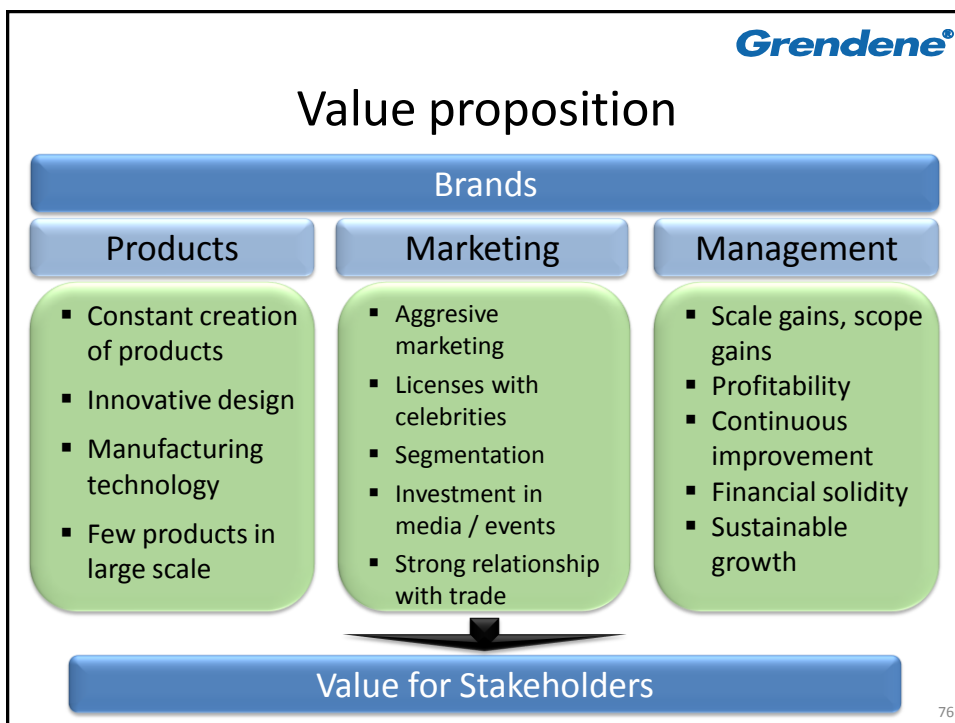 Grendene®
Value proposition
Brands
Products
▪ Constant creation
of products
▪ Innovative design
▪ Manufacturing
technology
▪ Few products in
large scale
Marketing
▪ Aggresive
marketing
▪ Licenses with
celebrities
▪ Segmentation
▪ Investment in
media / events
▪ Strong relationship
with trade
Management
▪ Scale gains, scope
gains
▪ Profitability
▪ Continuous
improvement
▪ Financial solidity
▪ Sustainable
growth
Value for Stakeholders
76